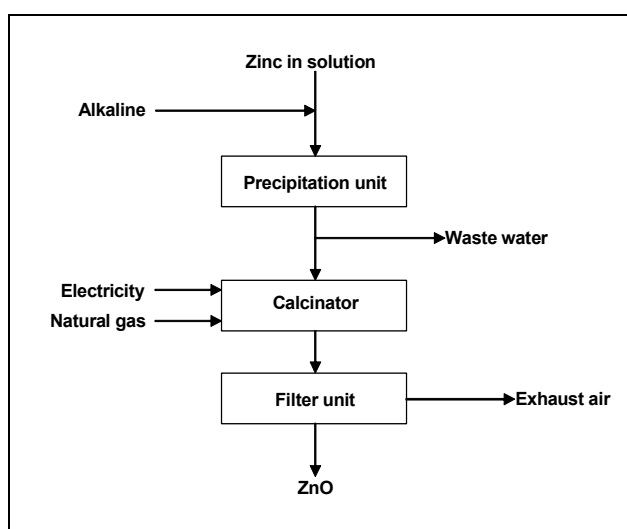 Zinc in solution
Alkaline
Precipitation unit
Waste water
Electricity
Calcinator
Natural gas
Filter unit
Exhaust air
ZnO